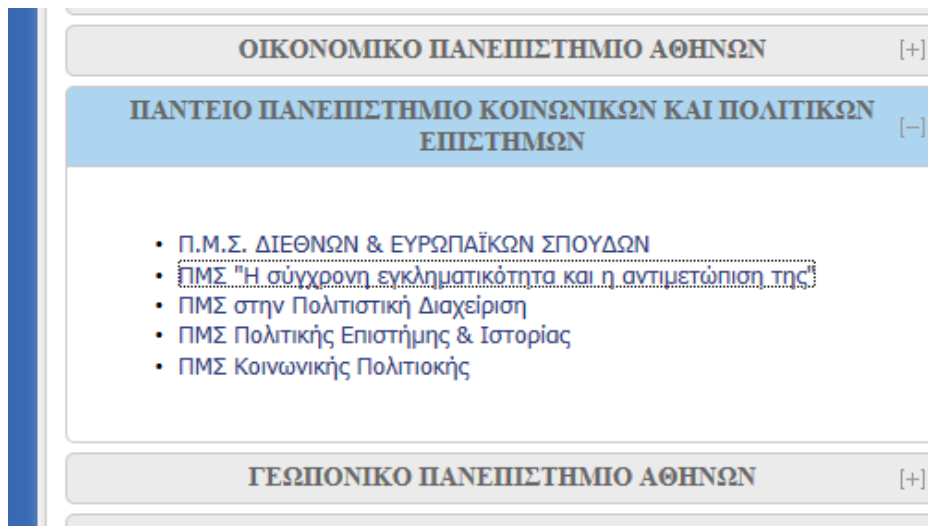 ΟΙΚΟΝΟΜΙΚΟ ΠΑΝΕΠΙΣΤΗΜΙΟ ΑΘΗΝΩΝ [+]
ΠΑΝΤΕΙΟ ΠΑΝΕΠΙΣΤΗΜΙΟ ΚΟΙΝΩΝΙΚΩΝ ΚΑΙ ΠΟΛΙΤΙΚΩΝ
ΕΠΙΣΤΗΜΩΝ [−]
• Π.Μ.Σ. ΔΙΕΘΝΩΝ & ΕΥΡΩΠΑΪΚΩΝ ΣΠΟΥΔΩΝ
• ΠΜΣ "Η σύγχρονη εγκληματικότητα και η αντιμετώπιση της"
• ΠΜΣ στην Πολιτιστική Διαχείριση
• ΠΜΣ Πολιτικής Επιστήμης & Ιστορίας
• ΠΜΣ Κοινωνικής Πολιτιοκής
ΓΕΩΠΟΝΙΚΟ ΠΑΝΕΠΙΣΤΗΜΙΟ ΑΘΗΝΩΝ [+]